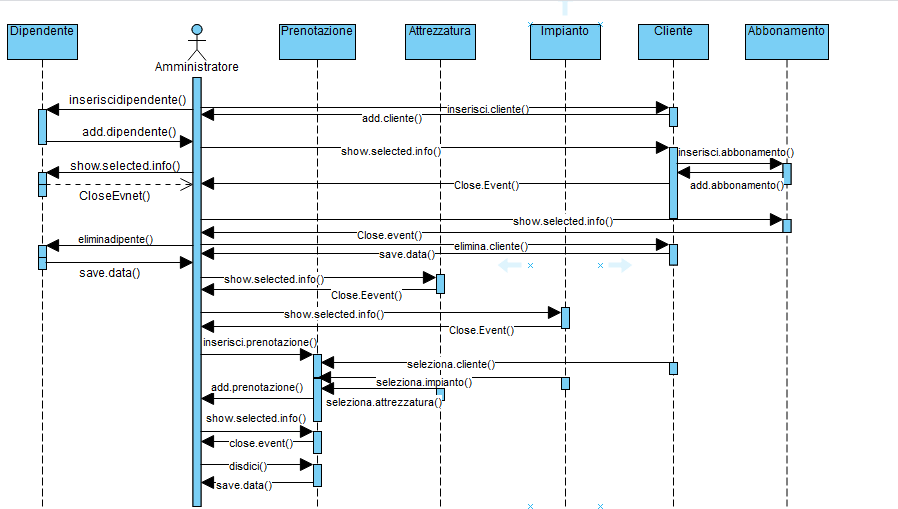 Dipendente
Amministratore
Prenotazione
Attrezzatura
Impianto
Cliente
Abbonamento
inseriscidipendente()
inserisci.cliente()
add.cliente()
add.dipendente()
show.selected.info()
inserisci.abbonamento()
show.selected.info()
Close.Event()
add.abbonamento()
CloseEvnet()
show.selected.info()
Close.event()
eliminadipente()
elimina.cliente()
save.data()
save.data()
show.selected.info()
Close.Eevent()
show.selected.info()
Close.Event()
inserisci.prenotazione()
seleziona.cliente()
seleziona.impianto()
add.prenotazione()
seleziona.attrezzatura()
show.selected.info()
close.event()
disdici()
save.data()